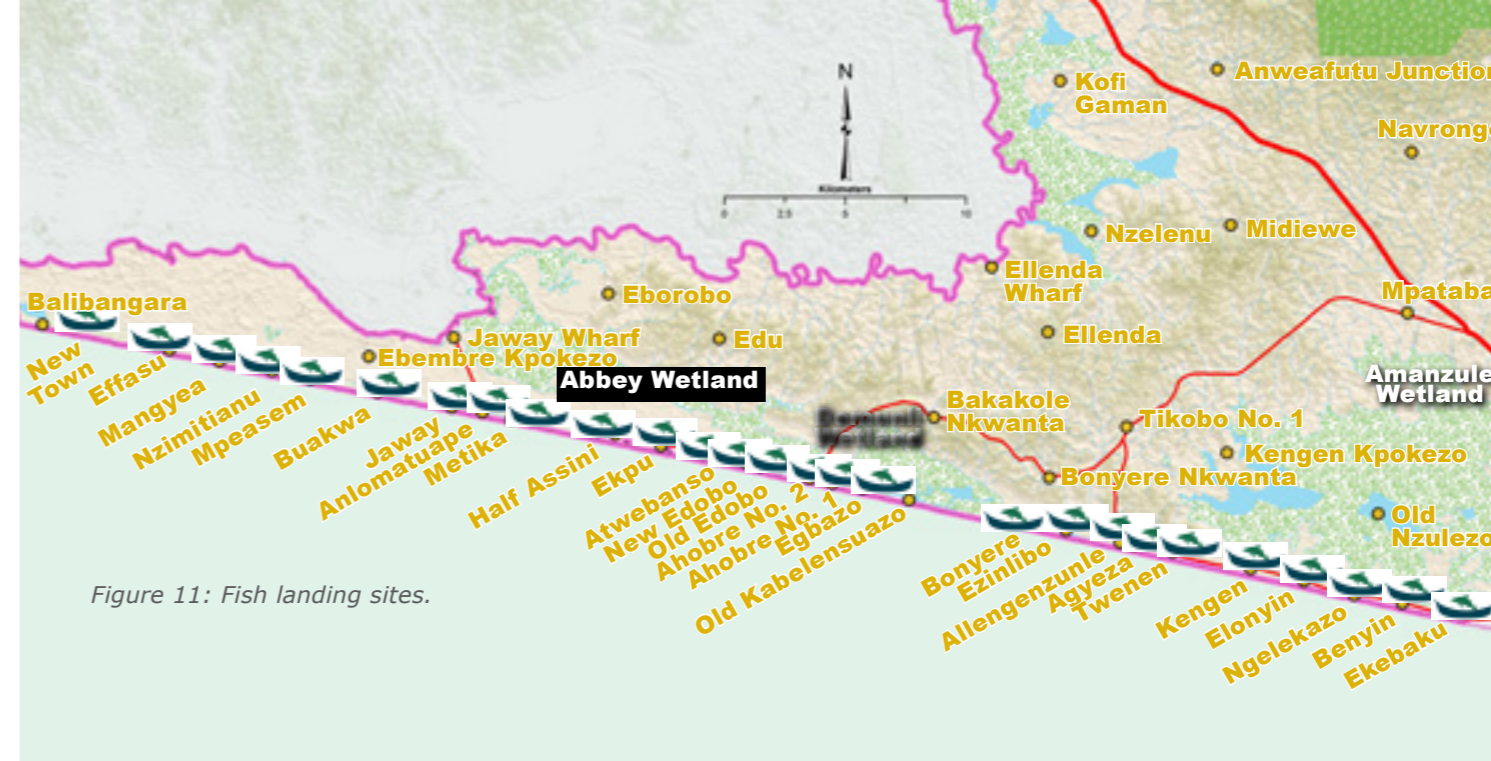 N
Kilometers
0 2.5 5 10
Kofi
Gaman
Anweafutu Junction
Navrong
Nzelenu
Midiewe
Ellenda
Wharf
Mpataba
Balibangara
Eborobo
Jaway Wharf
Edu
Ellenda
Ebembre Kpokezo
Abbey Wetland
Amanzule
Wetland
Bakakole
Nkwanta
Wetland
Tikobo No. 1
Kengen Kpokezo
Bonyere Nkwanta
Old
Nzulezo
New
Town
Effasu
Mangyea
Nzimitianu
Mpeasem
Buakwa
Jaway
Anlomatuape
Metika
Half Assini
Ekpu
Atwebanso
New Edobo
Old Edobo
Ahobre No. 2
Ahobre No. 1
Egbazo
Old Kabelensuazo
Bonyere
Ezinlibo
Allengenzunle
Agyeza
Twenen
Kengen
Elonyin
Ngelekazo
Benyin
Ekebaku
Figure 11: Fish landing sites.